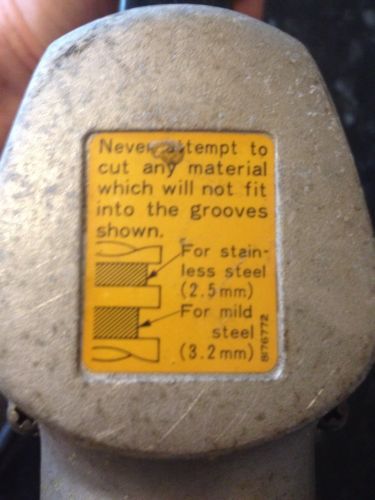 Never attempt to
cut any material
which will not fit
into the grooves
shown.
For stain-
less steel
(2.5mm)
For mild
steel
(3.2mm)
8176772